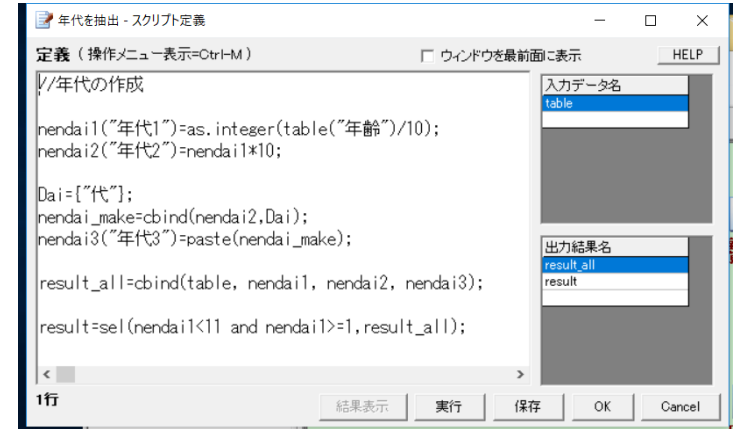 年代を抽出 - スクリプト定義
定義 ( 操作メニュー表示=Ctrl-M )
ウィンドウを最前面に表示
HELP
//年代の作成
nendai1("年代1")=as.integer(table("年齢")/10);
nendai2("年代2")=nendai1*10;
Dai={"代"};
nendai_make=cbind(nendai2,Dai);
nendai3("年代3")=paste(nendai_make);
result_all=cbind(table, nendai1, nendai2, nendai3);
result=sel(nendai1<11 and nendai1>=1,result_all);
入力データ名
table
出力結果名
result_all
result
1行
結果表示
実行
保存
OK
Cancel